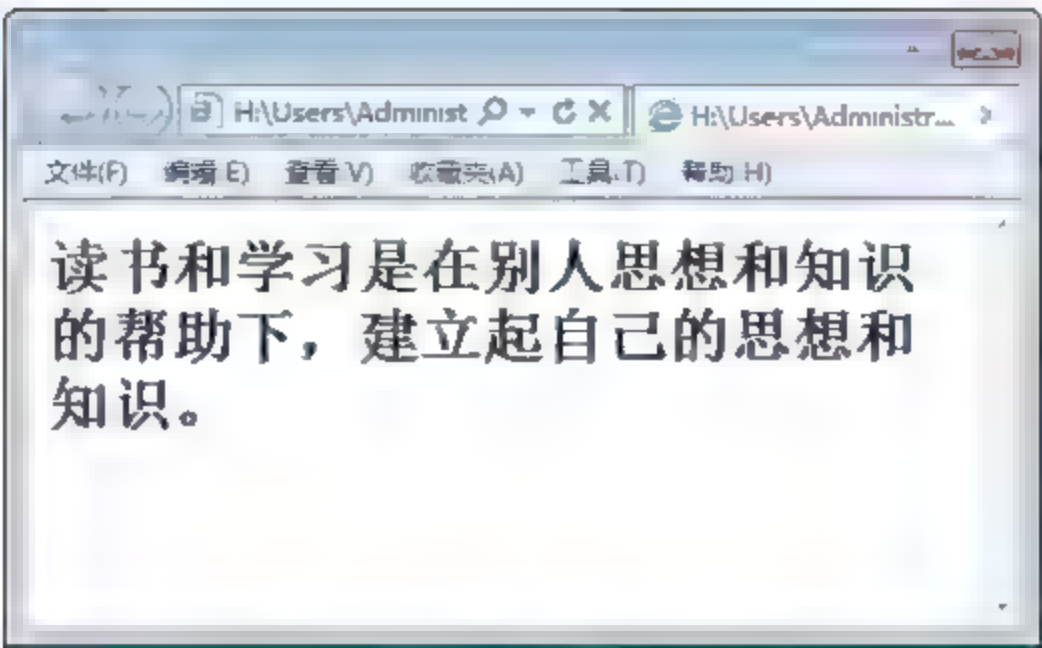 H:\Users\Administ
H:\Users\Administr...
文件(F) 编辑 E) 查看 V) 收藏夹(A) 工具(T) 帮助 H)
读书和学习是在别人思想和知识
的帮助下，建立起自己的思想和
知识。